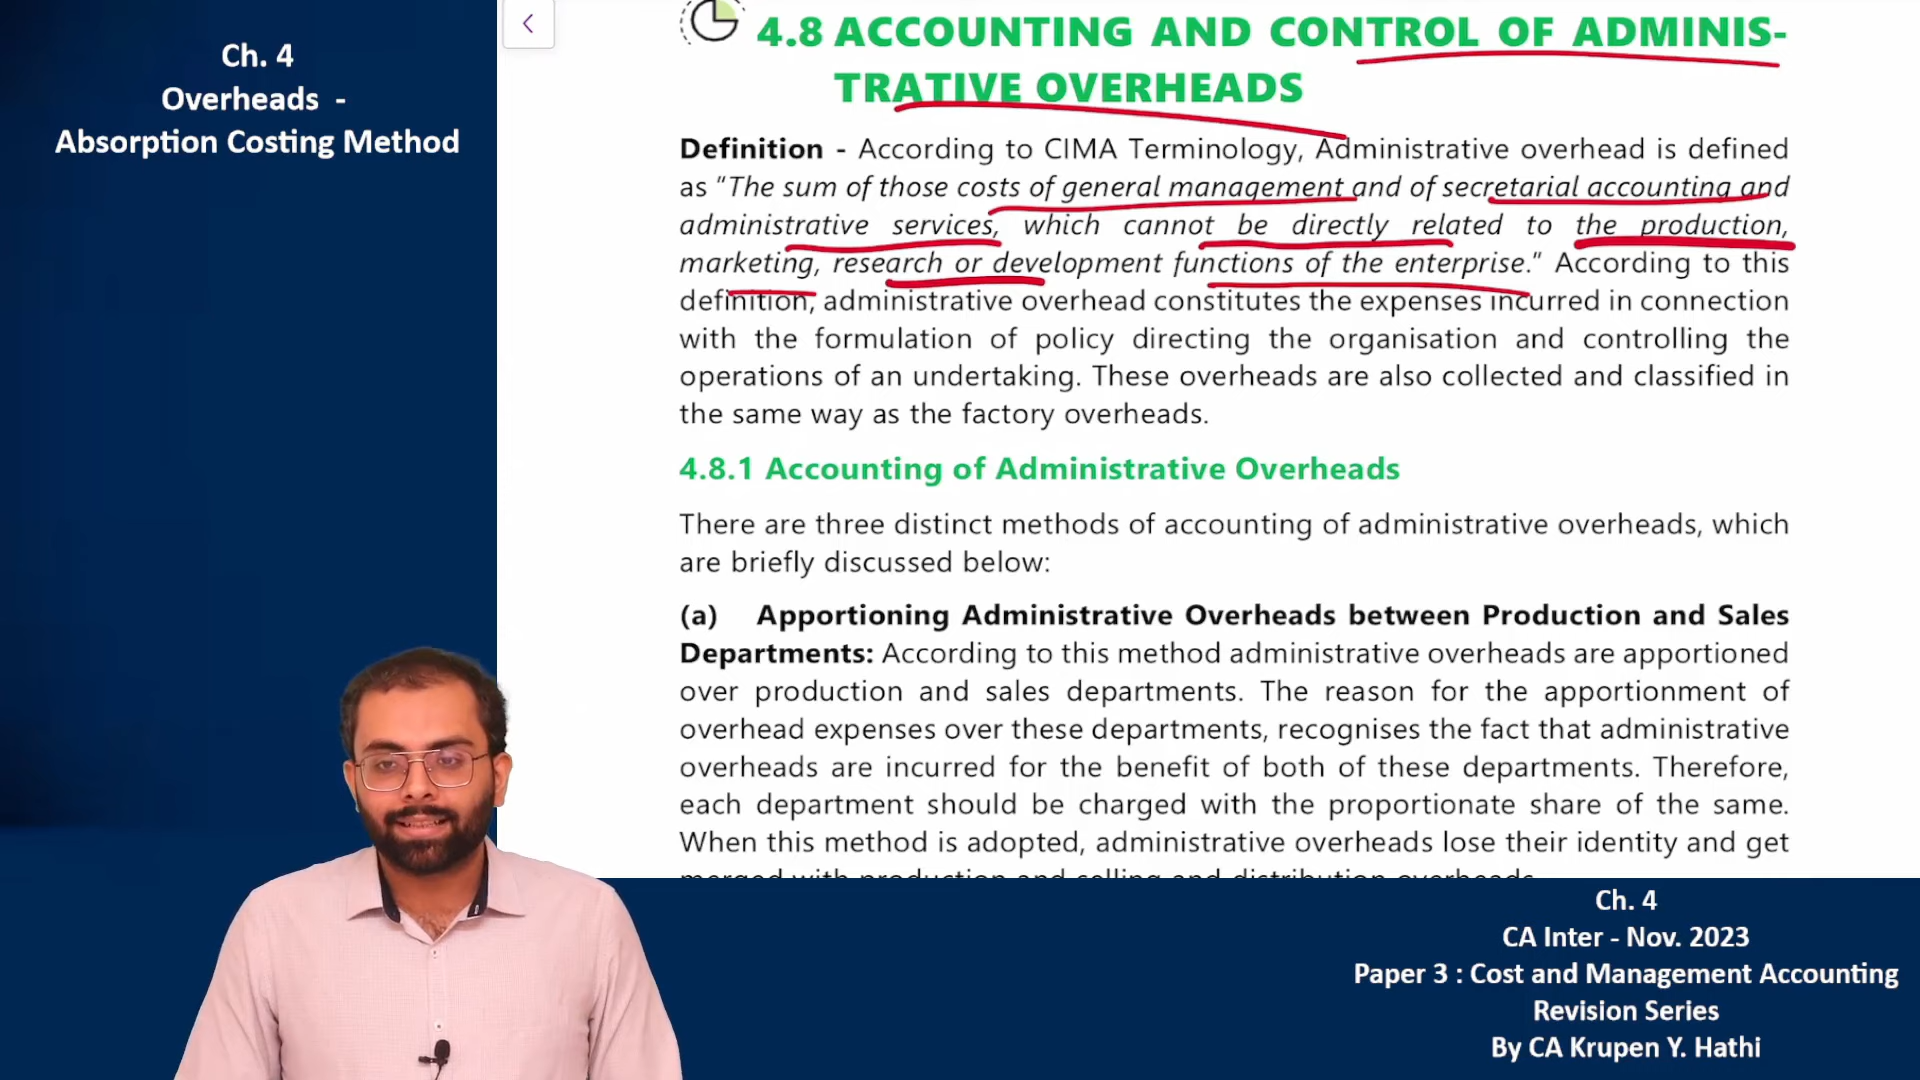 Ch. 4
Overheads -
Absorption Costing Method
4.8 ACCOUNTING AND CONTROL OF ADMINIS-
TRATIVE OVERHEADS
Definition - According to CIMA Terminology, Administrative overhead is defined
as "The sum of those costs of general management and of secretarial accounting and
administrative services, which cannot be directly related to the production,
marketing, research or development functions of the enterprise." According to this
definition, administrative overhead constitutes the expenses incurred in connection
with the formulation of policy directing the organisation and controlling the
operations of an undertaking. These overheads are also collected and classified in
the same way as the factory overheads.
4.8.1 Accounting of Administrative Overheads
There are three distinct methods of accounting of administrative overheads, which
are briefly discussed below:
(a) Apportioning Administrative Overheads between Production and Sales
Departments: According to this method administrative overheads are apportioned
over production and sales departments. The reason for the apportionment of
overhead expenses over these departments, recognises the fact that administrative
overheads are incurred for the benefit of both of these departments. Therefore,
each department should be charged with the proportionate share of the same.
When this method is adopted, administrative overheads lose their identity and get
merged with production and selling and distribution overheads.
Ch. 4
CA Inter - Nov. 2023
Paper 3 : Cost and Management Accounting
Revision Series
By CA Krupen Y. Hathi